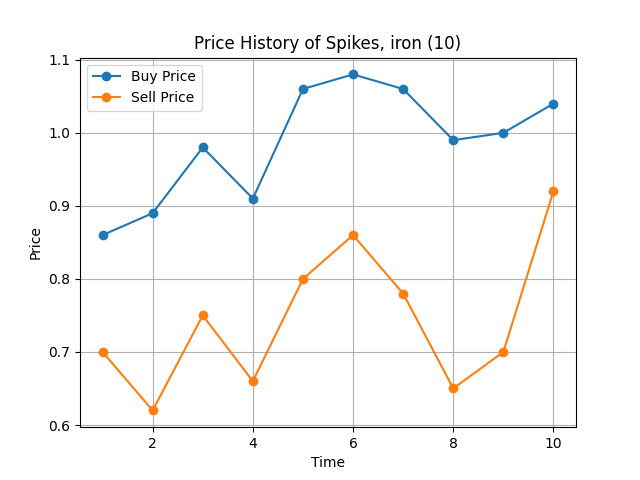 Price History of Spikes, iron (10)
Buy Price
Sell Price
1.1
1.0
0.9
0.8
0.7
0.6
Price
2 4 6 8 10
Time